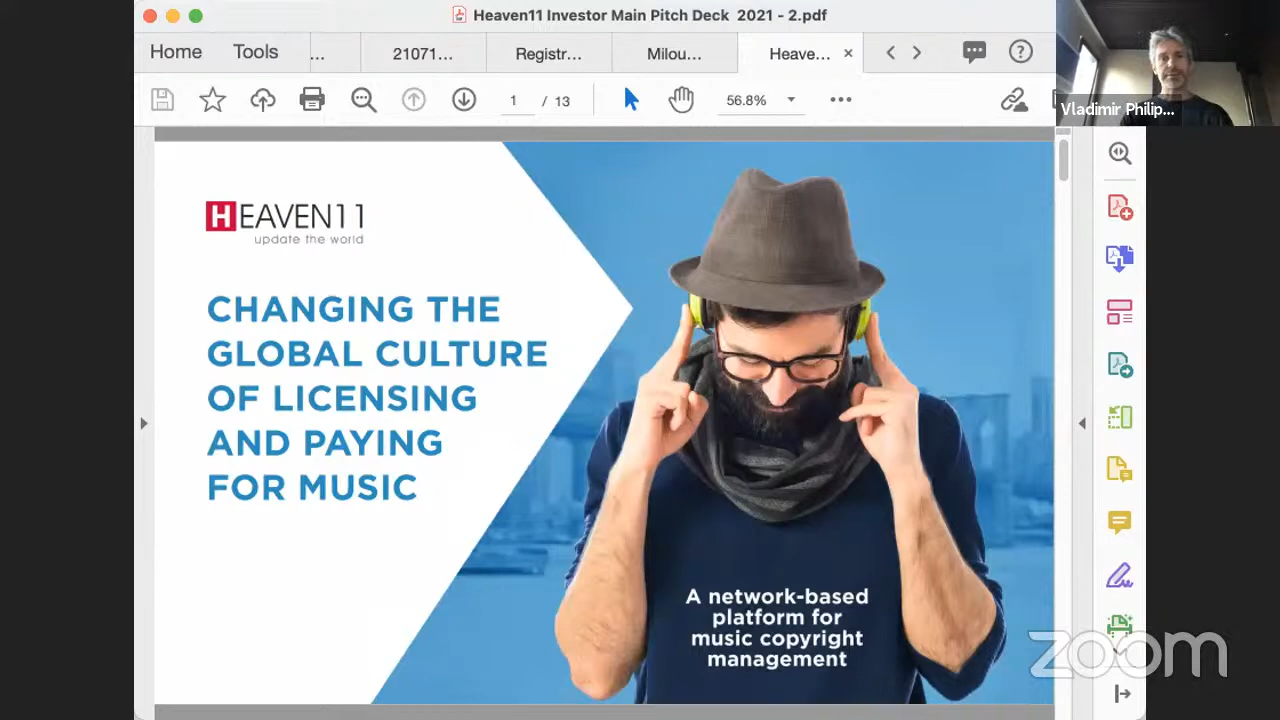 Heaven11 Investor Main Pitch Deck 2021 - 2.pdf
Home
Tools
...
21071...
Registr...
Milou...
Heave...
1 / 13
56.8%
Vladimir Philip...
HEAVEN11
update the world
CHANGING THE
GLOBAL CULTURE
OF LICENSING
AND PAYING
FOR MUSIC
A network-based
platform for
music copyright
management
zoom